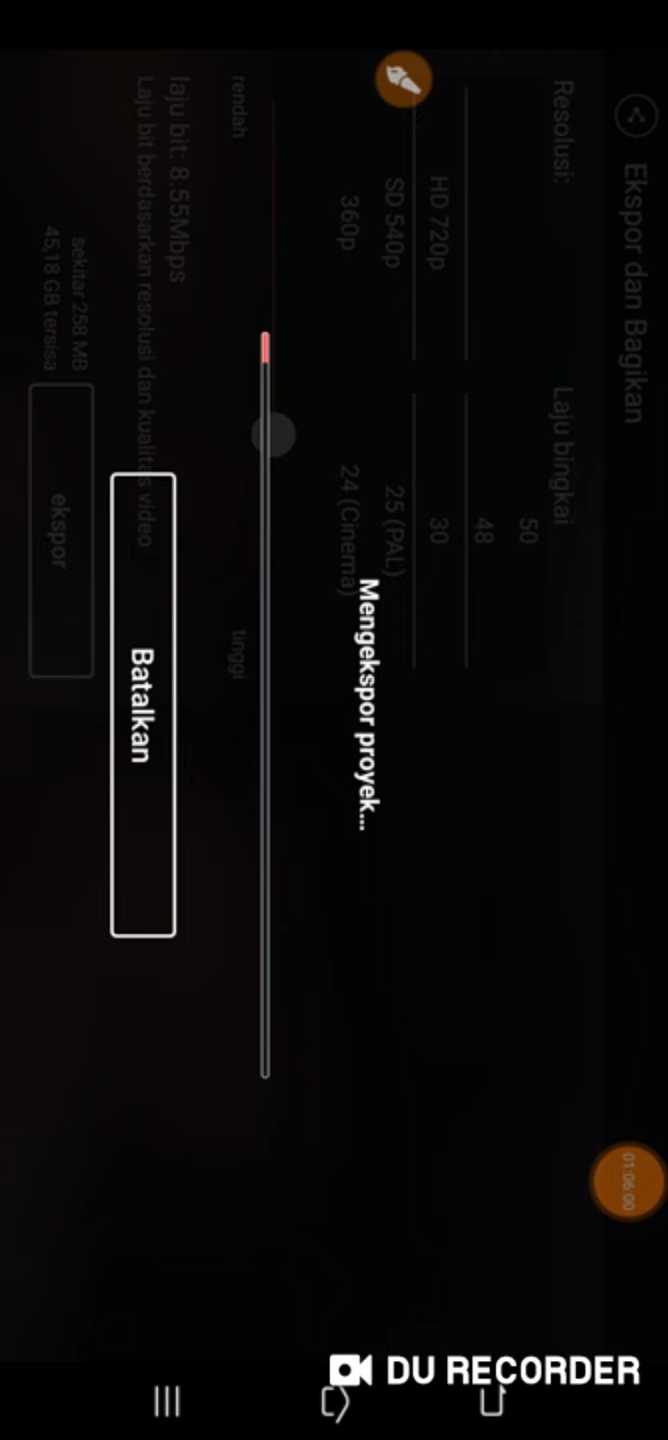 Ekspor dan Bagikan
Resolusi:
Laju bingkai
50
48
HD 720p
30
SD 540p
25 (PAL)
360p
24 (Cinema)
Mengekspor proyek...
rendah
tinggi
laju bit: 8.55Mbps
Laju bit berdasarkan resolusi dan kualitas video
Batalkan
sekitar 258 MB
45,18 GB tersisa
ekspor
01:06:00
DU RECORDER